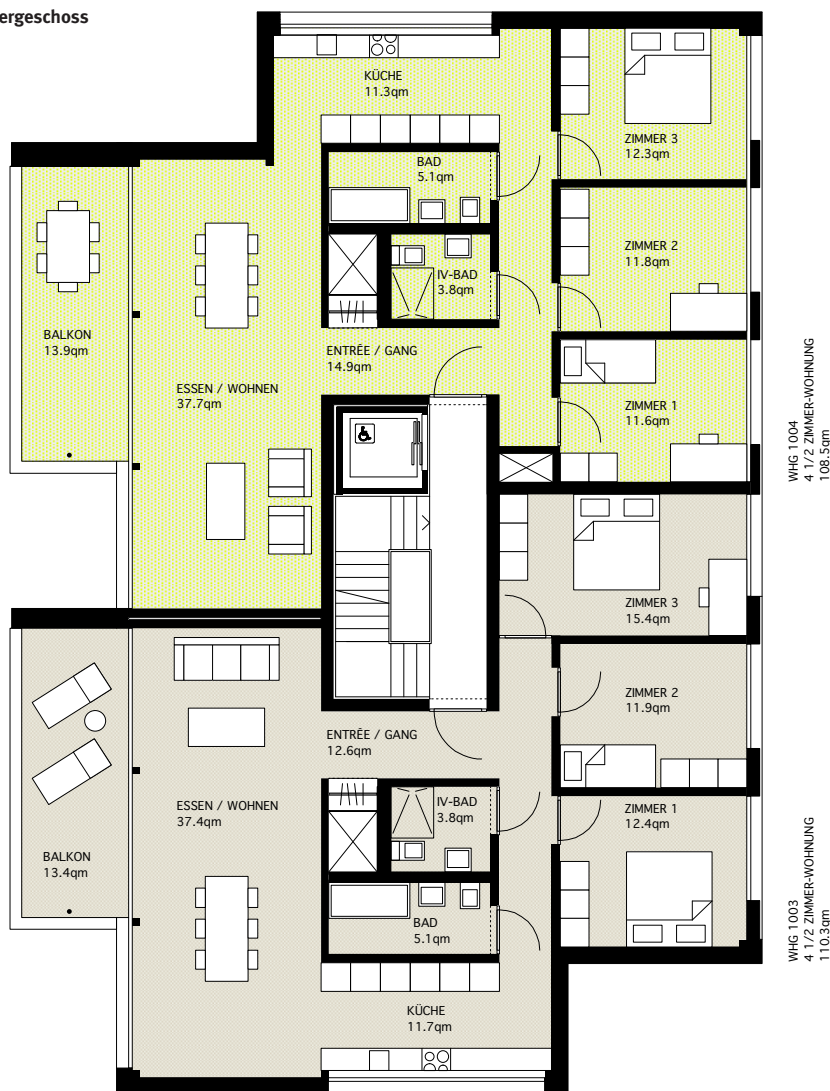 ergeschoss
KÜCHE
11.3qm
ZIMMER 3
12.3qm
BAD
5.1qm
ZIMMER 2
11.8qm
IV-BAD
3.8qm
BALKON
13.9qm
ENTRÉE / GANG
14.9qm
ESSEN / WOHNEN
37.7qm
ZIMMER 1
11.6qm
WHG 1004
4 1/2 ZIMMER-WOHNUNG
108.5qm
ZIMMER 3
15.4qm
ZIMMER 2
11.9qm
ENTRÉE / GANG
12.6qm
ESSEN / WOHNEN
37.4qm
IV-BAD
3.8qm
ZIMMER 1
12.4qm
BALKON
13.4qm
BAD
5.1qm
KÜCHE
11.7qm
WHG 1003
4 1/2 ZIMMER-WOHNUNG
110.3qm